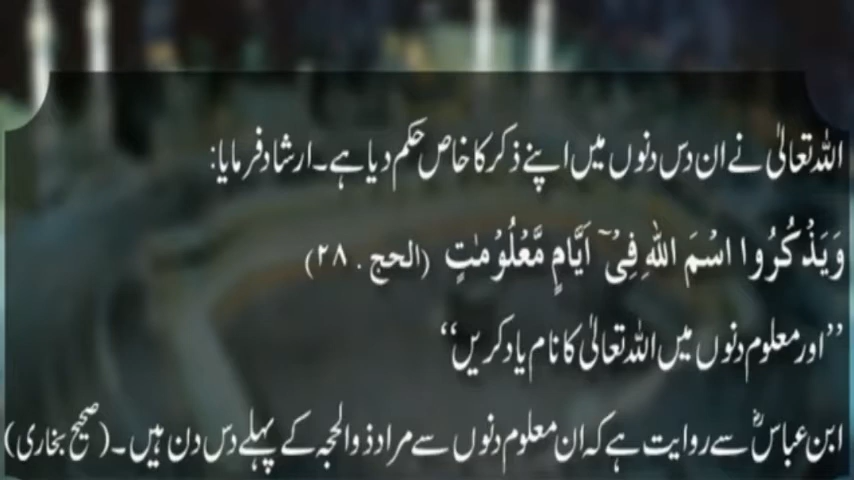 اللہ تعالیٰ نے ان دس دنوں میں اپنے ذکر کا خاص حکم دیا ہے۔ ارشاد فرمایا:
وَيَذْكُرُوا اسْمَ اللّٰهِ فِيْٓ اَيَّامٍ مَّعْلُوْمٰتٍ (الحج . ٢٨)
”اور معلوم دنوں میں اللہ تعالیٰ کا نام یاد کریں“
ابن عباسؓ سے روایت ہے کہ ان معلوم دنوں سے مراد ذوالحجہ کے پہلے دس دن ہیں۔ (صحیح بخاری)